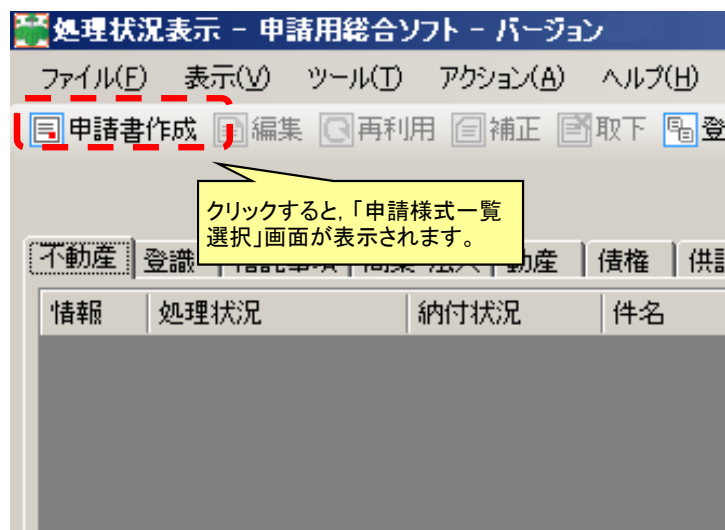 処理状況表示 - 申請用総合ソフト - バージョン
ファイル(F) 表示(V) ツール(T) アクション(A) ヘルプ(H)
申請書作成 編集 再利用 補正 取下 登
クリックすると，「申請様式一覧
選択」画面が表示されます。
不動産 登識 動産 債権 供託
情報 処理状況 納付状況 件名